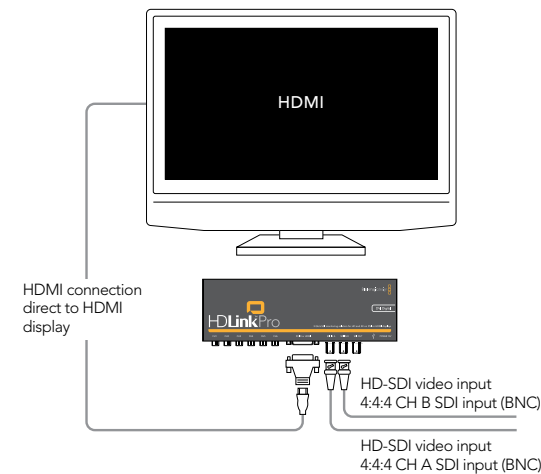 HDMI
HDMI connection
direct to HDMI
display
HDLinkPro
HD-SDI video input
4:4:4 CH B SDI input (BNC)
HD-SDI video input
4:4:4 CH A SDI input (BNC)